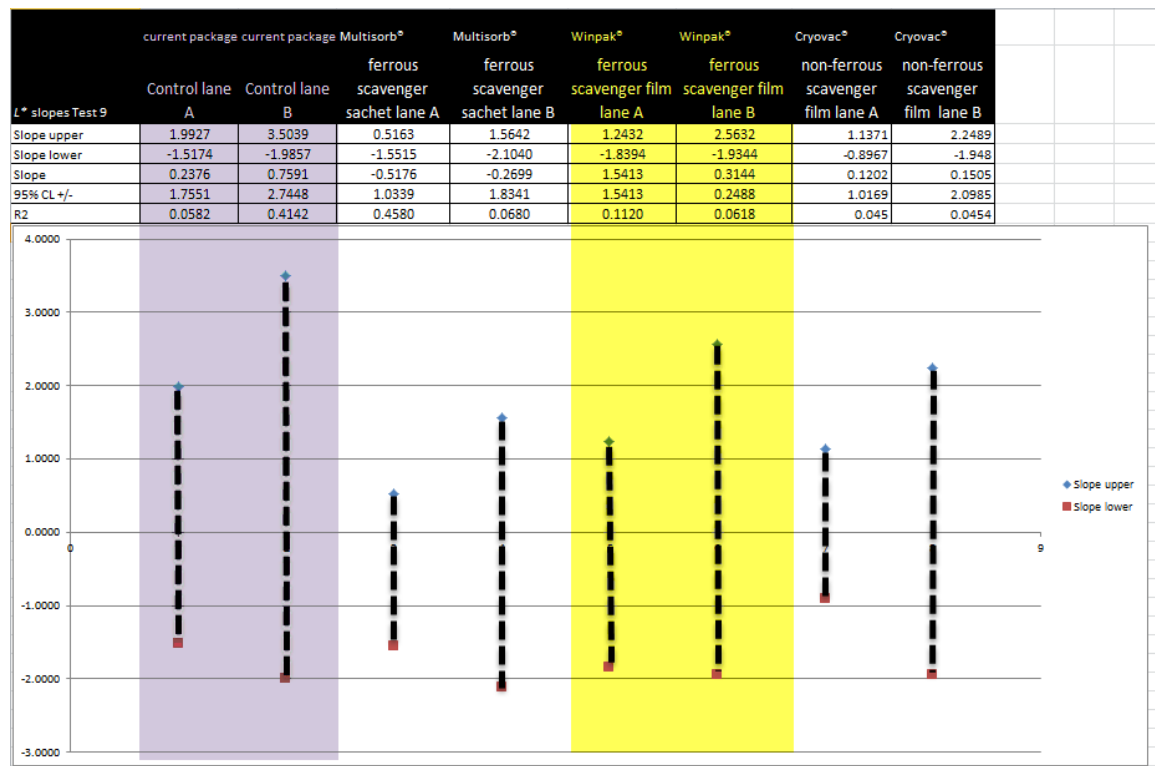 current package current package Multisorb® Multisorb® Winpak® Winpak® Cryovac® Cryovac®
ferrous ferrous ferrous ferrous non-ferrous non-ferrous
Control lane Control lane scavenger scavenger scavenger film scavenger film scavenger scavenger
L* slopes Test 9 A B sachet lane A sachet lane B lane A lane B film lane A film lane B
Slope upper 1.9927 3.5039 0.5163 1.5642 1.2432 2.5632 1.1371 2.2489
Slope lower -1.5174 -1.9857 -1.5515 -2.1040 -1.8394 -1.9344 -0.8967 -1.948
Slope 0.2376 0.7591 -0.5176 -0.2699 1.5413 0.3144 0.1202 0.1505
95% CL +/- 1.7551 2.7448 1.0339 1.8341 1.5413 0.2488 1.0169 2.0985
R2 0.0582 0.4142 0.4580 0.0680 0.1120 0.0618 0.045 0.0454
4.0000
3.0000
2.0000
1.0000
Slope upper
Slope lower
0.0000
0 9
-1.0000
-2.0000
-3.0000